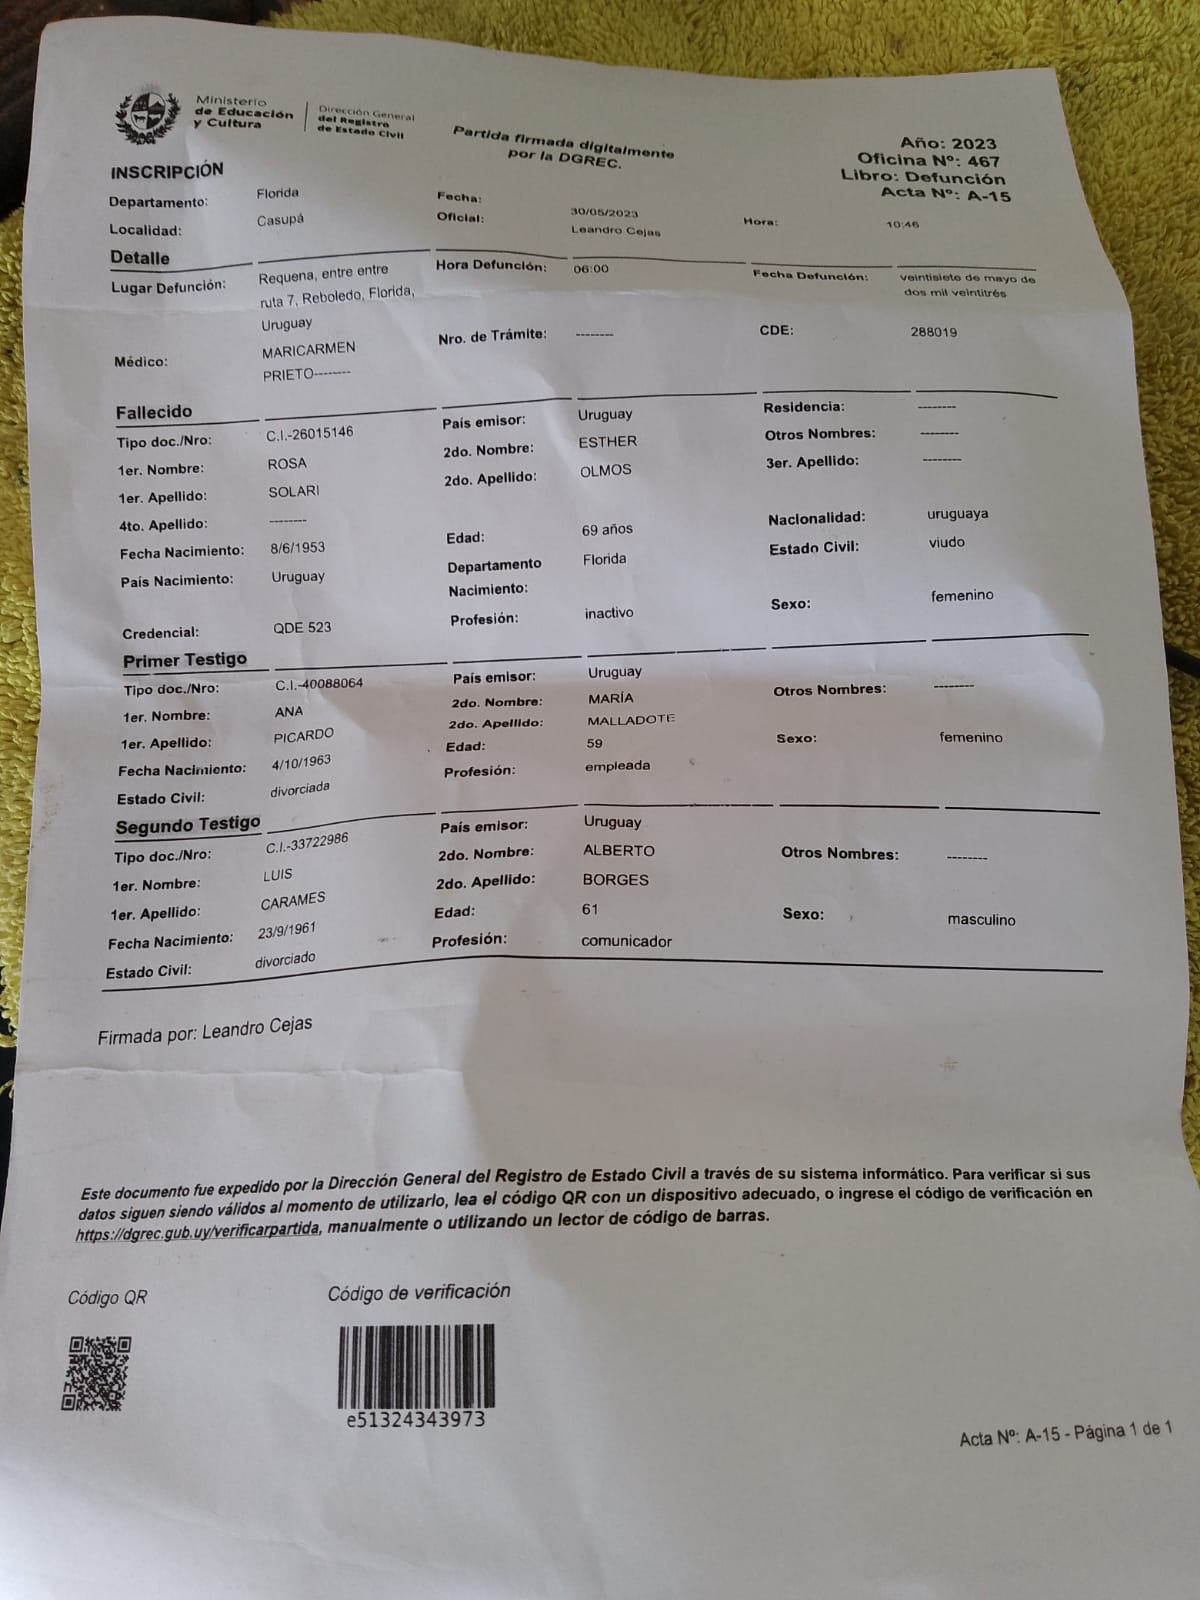 Ministerio
de Educación
y Cultura
Dirección General
del Registro
de Estado Civil
Partida firmada digitalmente
por la DGREC.
Año: 2023
Oficina Nº: 467
Libro: Defunción
Acta Nº: A-15
INSCRIPCIÓN
Departamento: Florida Fecha: 30/05/2023 Hora: 10:46
Localidad: Casupá Oficial: Leandro Cejas
Detalle
Lugar Defunción: Requena, entre entre Hora Defunción: 06:00 Fecha Defunción: veintisiete de mayo de
ruta 7, Reboledo, Florida, dos mil veintitrés
Uruguay
Médico: MARICARMEN Nro. de Trámite: -------- CDE: 288019
PRIETO--------
Fallecido
Tipo doc./Nro: C.I.-26015146 País emisor: Uruguay Residencia: --------
1er. Nombre: ROSA 2do. Nombre: ESTHER Otros Nombres: --------
1er. Apellido: SOLARI 2do. Apellido: OLMOS 3er. Apellido: --------
4to. Apellido: --------
Fecha Nacimiento: 8/6/1953 Edad: 69 años Nacionalidad: uruguaya
País Nacimiento: Uruguay Departamento Florida Estado Civil: viudo
Nacimiento:
Credencial: QDE 523 Profesión: inactivo Sexo: femenino
Primer Testigo
Tipo doc./Nro: C.I.-40088064 País emisor: Uruguay
1er. Nombre: ANA 2do. Nombre: MARÍA Otros Nombres: --------
1er. Apellido: PICARDO 2do. Apellido: MALLADOTE
Fecha Nacimiento: 4/10/1963 Edad: 59 Sexo: femenino
Estado Civil: divorciada Profesión: empleada
Segundo Testigo
Tipo doc./Nro: C.I.-33722986 País emisor: Uruguay
1er. Nombre: LUIS 2do. Nombre: ALBERTO Otros Nombres: --------
1er. Apellido: CARAMES 2do. Apellido: BORGES
Fecha Nacimiento: 23/9/1961 Edad: 61 Sexo: masculino
Estado Civil: divorciado Profesión: comunicador
Firmada por: Leandro Cejas
Este documento fue expedido por la Dirección General del Registro de Estado Civil a través de su sistema informático. Para verificar si sus
datos siguen siendo válidos al momento de utilizarlo, lea el código QR con un dispositivo adecuado, o ingrese el código de verificación en
https://dgrec.gub.uy/verificarpartida, manualmente o utilizando un lector de código de barras.
Código QR
Código de verificación
e51324343973
Acta Nº: A-15 - Página 1 de 1